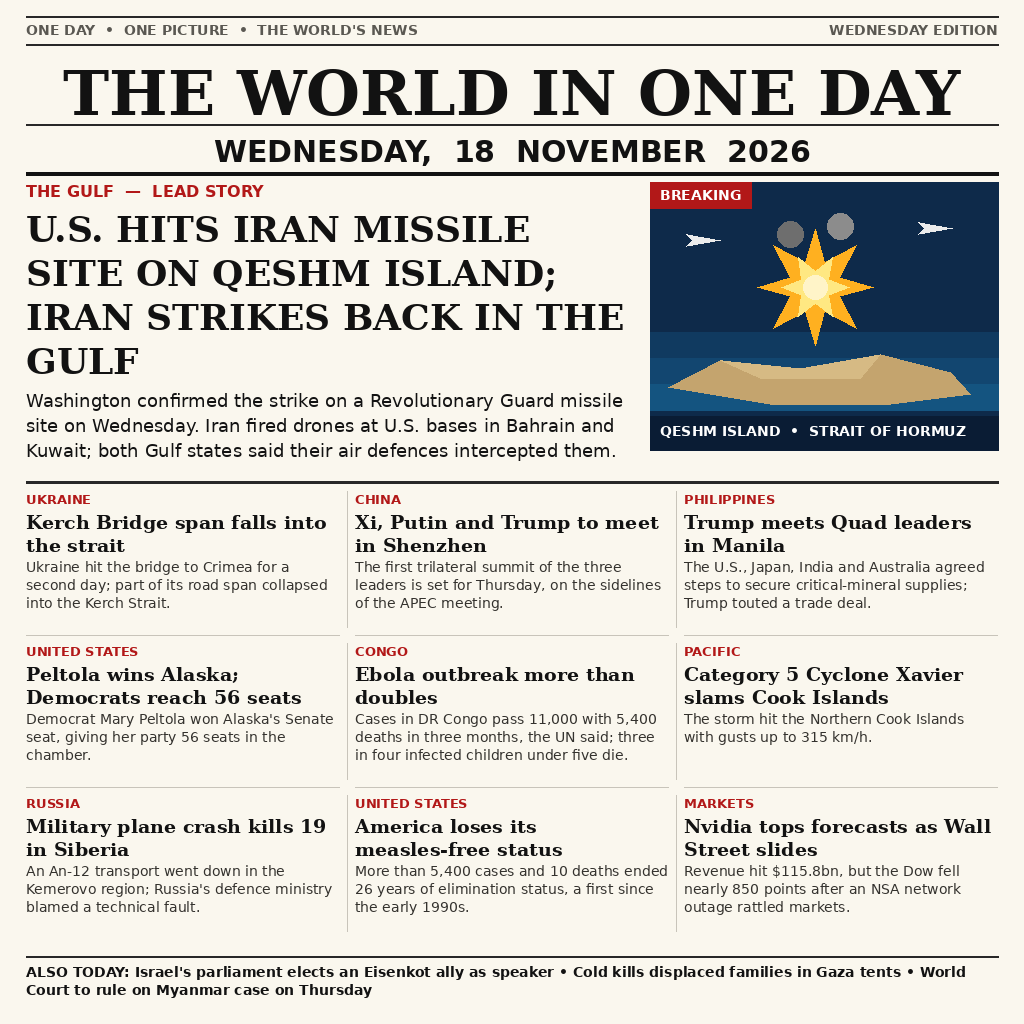 ONE DAY • ONE PICTURE • THE WORLD'S NEWS
WEDNESDAY EDITION
THE WORLD IN ONE DAY
WEDNESDAY, 18 NOVEMBER 2026
THE GULF — LEAD STORY
U.S. HITS IRAN MISSILE
SITE ON QESHM ISLAND;
IRAN STRIKES BACK IN THE
GULF
Washington confirmed the strike on a Revolutionary Guard missile
site on Wednesday. Iran fired drones at U.S. bases in Bahrain and
Kuwait; both Gulf states said their air defences intercepted them.
BREAKING
QESHM ISLAND • STRAIT OF HORMUZ
UKRAINE
Kerch Bridge span falls into
the strait
Ukraine hit the bridge to Crimea for a
second day; part of its road span collapsed
into the Kerch Strait.
CHINA
Xi, Putin and Trump to meet
in Shenzhen
The first trilateral summit of the three
leaders is set for Thursday, on the sidelines
of the APEC meeting.
PHILIPPINES
Trump meets Quad leaders
in Manila
The U.S., Japan, India and Australia agreed
steps to secure critical-mineral supplies;
Trump touted a trade deal.
UNITED STATES
Peltola wins Alaska;
Democrats reach 56 seats
Democrat Mary Peltola won Alaska's Senate
seat, giving her party 56 seats in the
chamber.
CONGO
Ebola outbreak more than
doubles
Cases in DR Congo pass 11,000 with 5,400
deaths in three months, the UN said; three
in four infected children under five die.
PACIFIC
Category 5 Cyclone Xavier
slams Cook Islands
The storm hit the Northern Cook Islands
with gusts up to 315 km/h.
RUSSIA
Military plane crash kills 19
in Siberia
An An-12 transport went down in the
Kemerovo region; Russia's defence ministry
blamed a technical fault.
UNITED STATES
America loses its
measles-free status
More than 5,400 cases and 10 deaths ended
26 years of elimination status, a first since
the early 1990s.
MARKETS
Nvidia tops forecasts as Wall
Street slides
Revenue hit $115.8bn, but the Dow fell
nearly 850 points after an NSA network
outage rattled markets.
ALSO TODAY: Israel's parliament elects an Eisenkot ally as speaker • Cold kills displaced families in Gaza tents • World
Court to rule on Myanmar case on Thursday